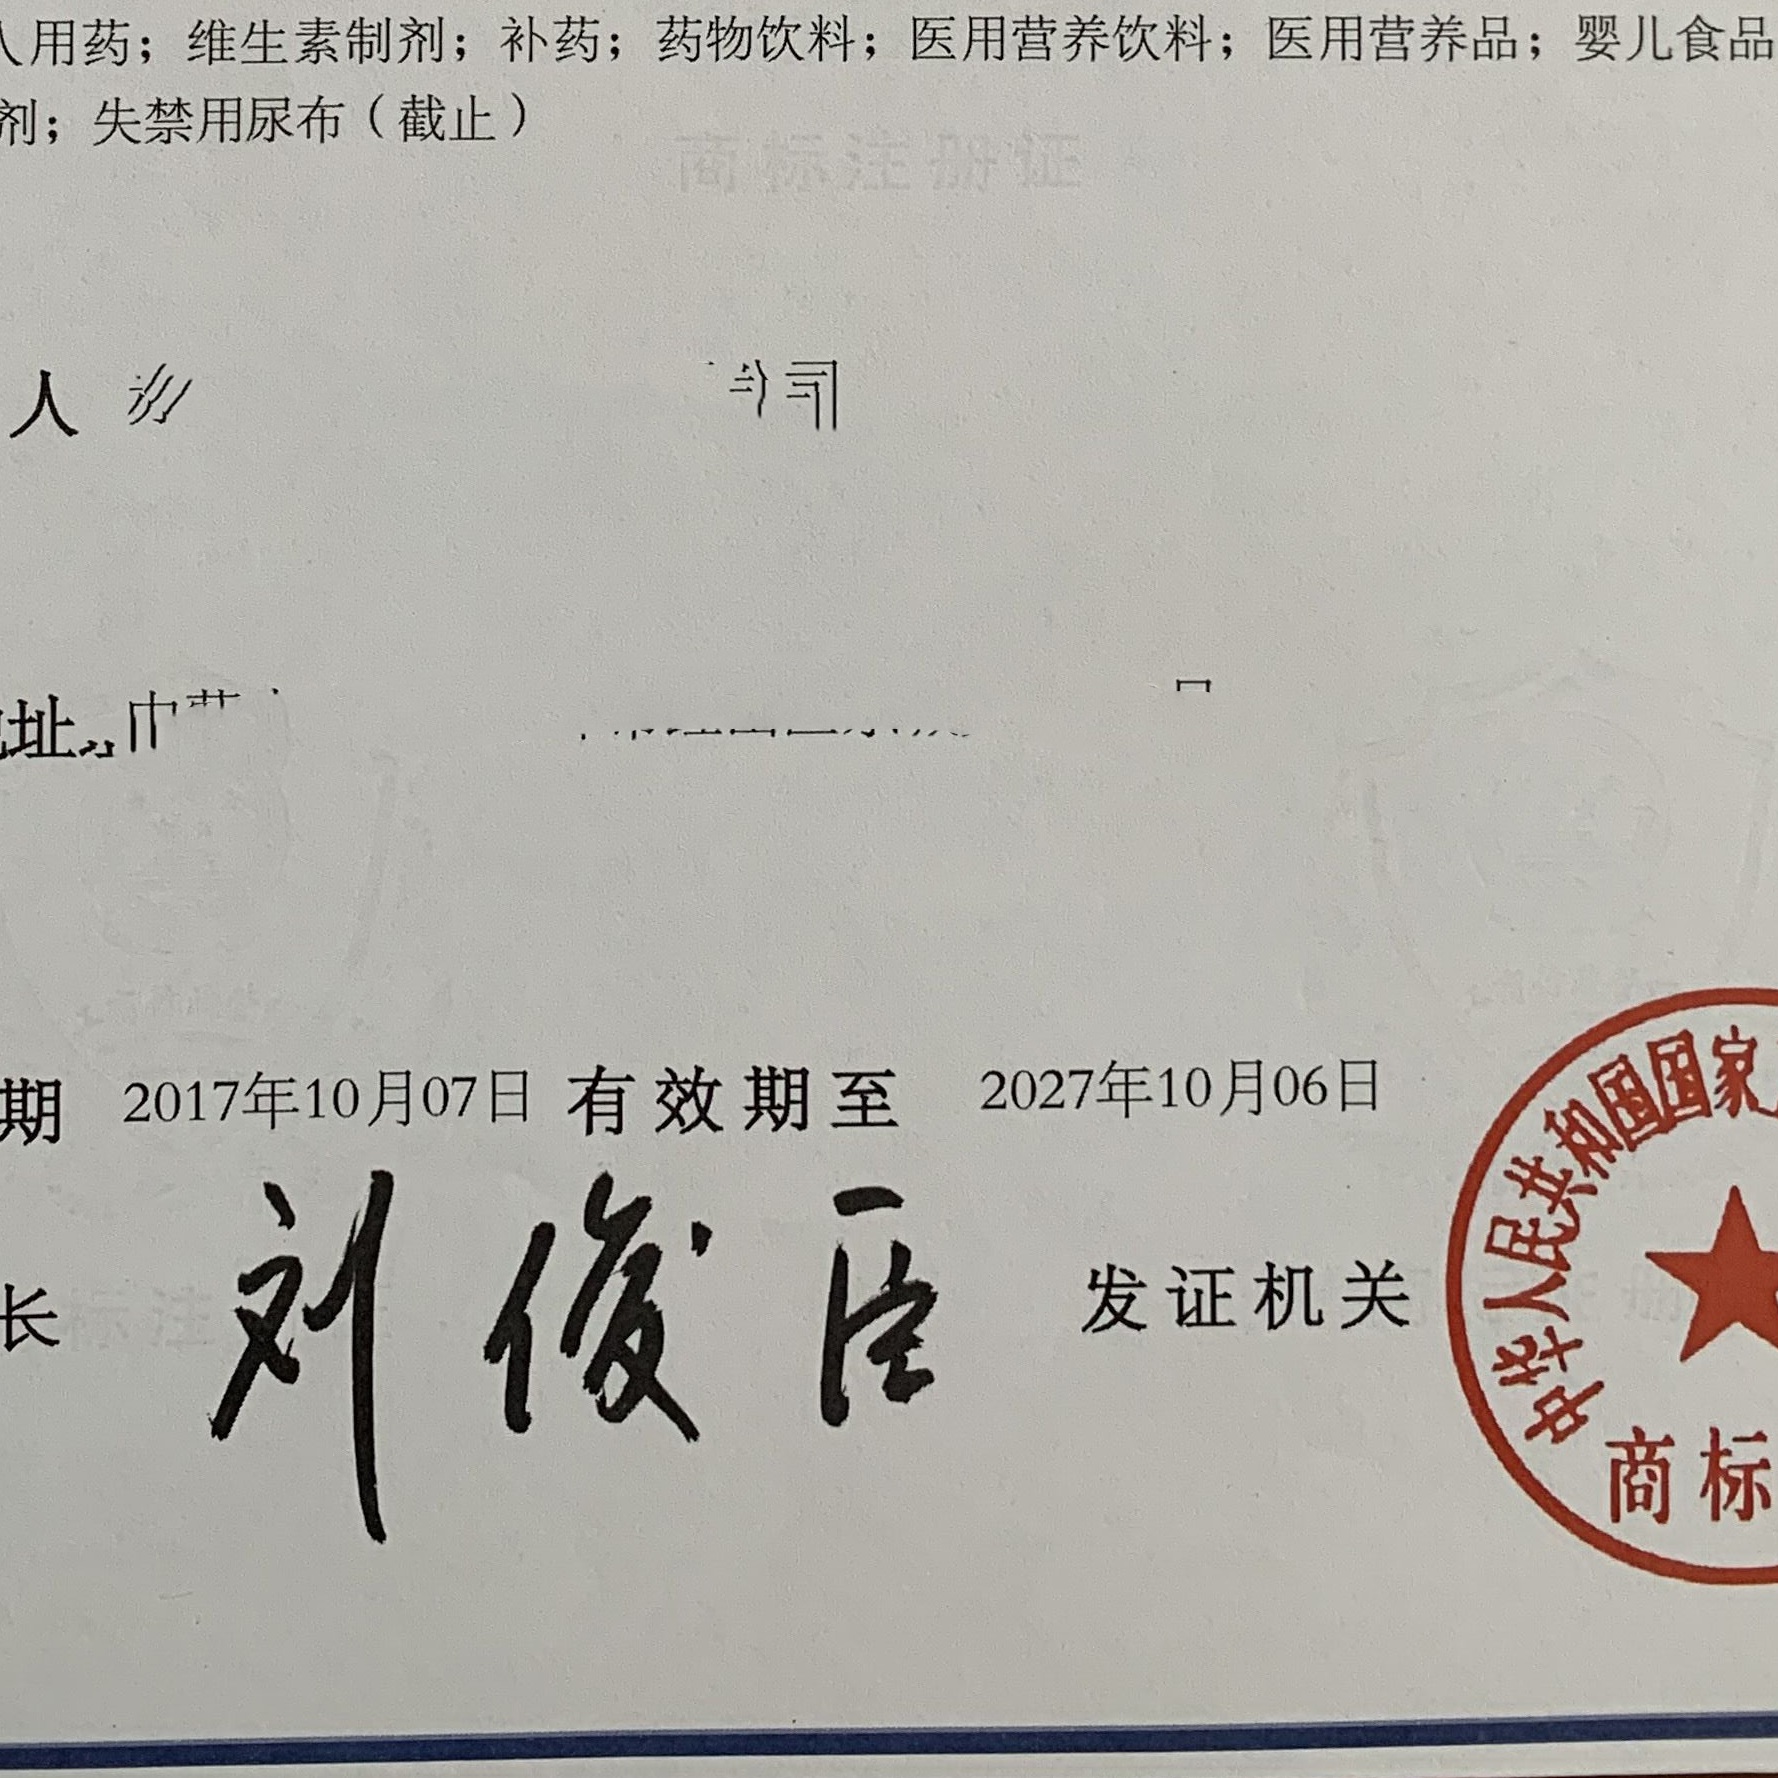 人用药；维生素制剂；补药；药物饮料；医用营养饮料；医用营养品；婴儿食品
剂；失禁用尿布（截止）
商标注册证
人
址
期 2017年10月07日 有效期至 2027年10月06日
长 刘俊臣 发证机关
中华人民共和国国家
商标